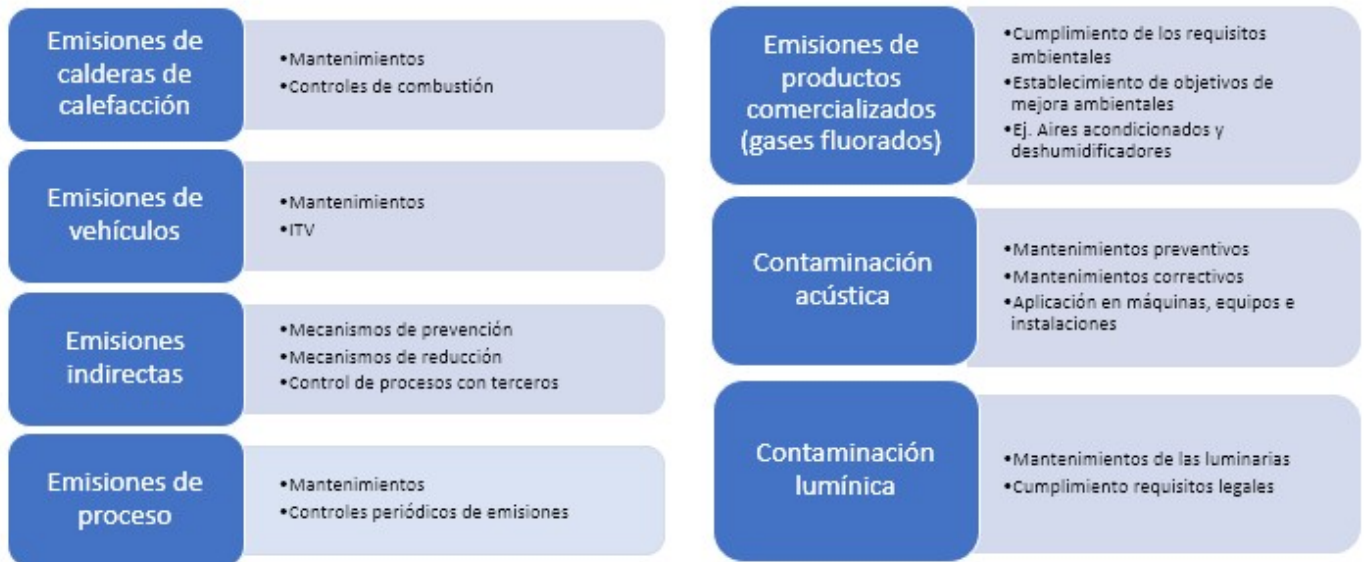 Emisiones de
calderas de
calefacción
•Mantenimientos
•Controles de combustión
Emisiones de
vehículos
•Mantenimientos
•ITV
Emisiones
indirectas
•Mecanismos de prevención
•Mecanismos de reducción
•Control de procesos con terceros
Emisiones de
proceso
•Mantenimientos
•Controles periódicos de emisiones
Emisiones de
productos
comercializados
(gases fluorados)
•Cumplimiento de los requisitos
ambientales
•Establecimiento de objetivos de
mejora ambientales
•Ej. Aires acondicionados y
deshumidificadores
Contaminación
acústica
•Mantenimientos preventivos
•Mantenimientos correctivos
•Aplicación en máquinas, equipos e
instalaciones
Contaminación
lumínica
•Mantenimientos de las luminarias
•Cumplimiento requisitos legales